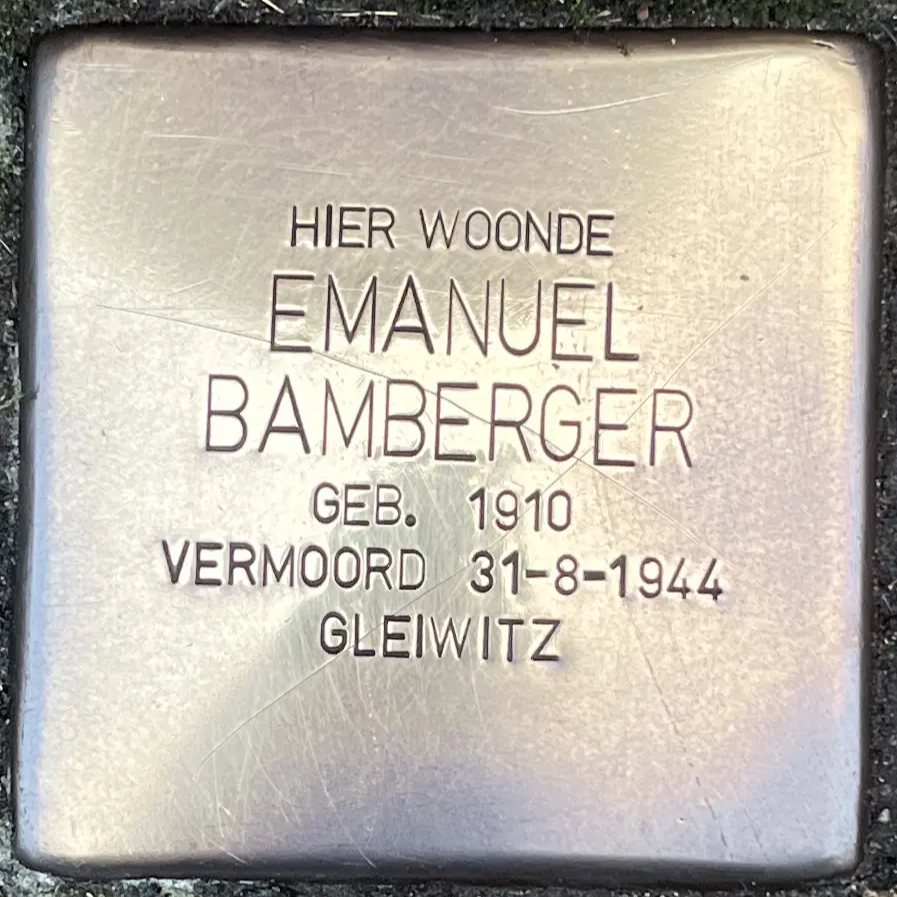 HIER WOONDE
EMANUEL
BAMBERGER
GEB. 1910
VERMOORD 31-8-1944
GLEIWITZ